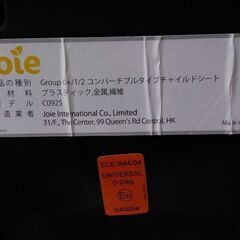 Joie
品の種別 Group 0+/1/2 コンバーチブルタイプチャイルドシート
材料 プラスティック,金属,繊維
デル C0925
造業者 Joie International Co., Limited
31/F., The Center, 99 Queen's Rd Central, HK
ECE R44/04
UNIVERSAL
0-25kg
E11
041504